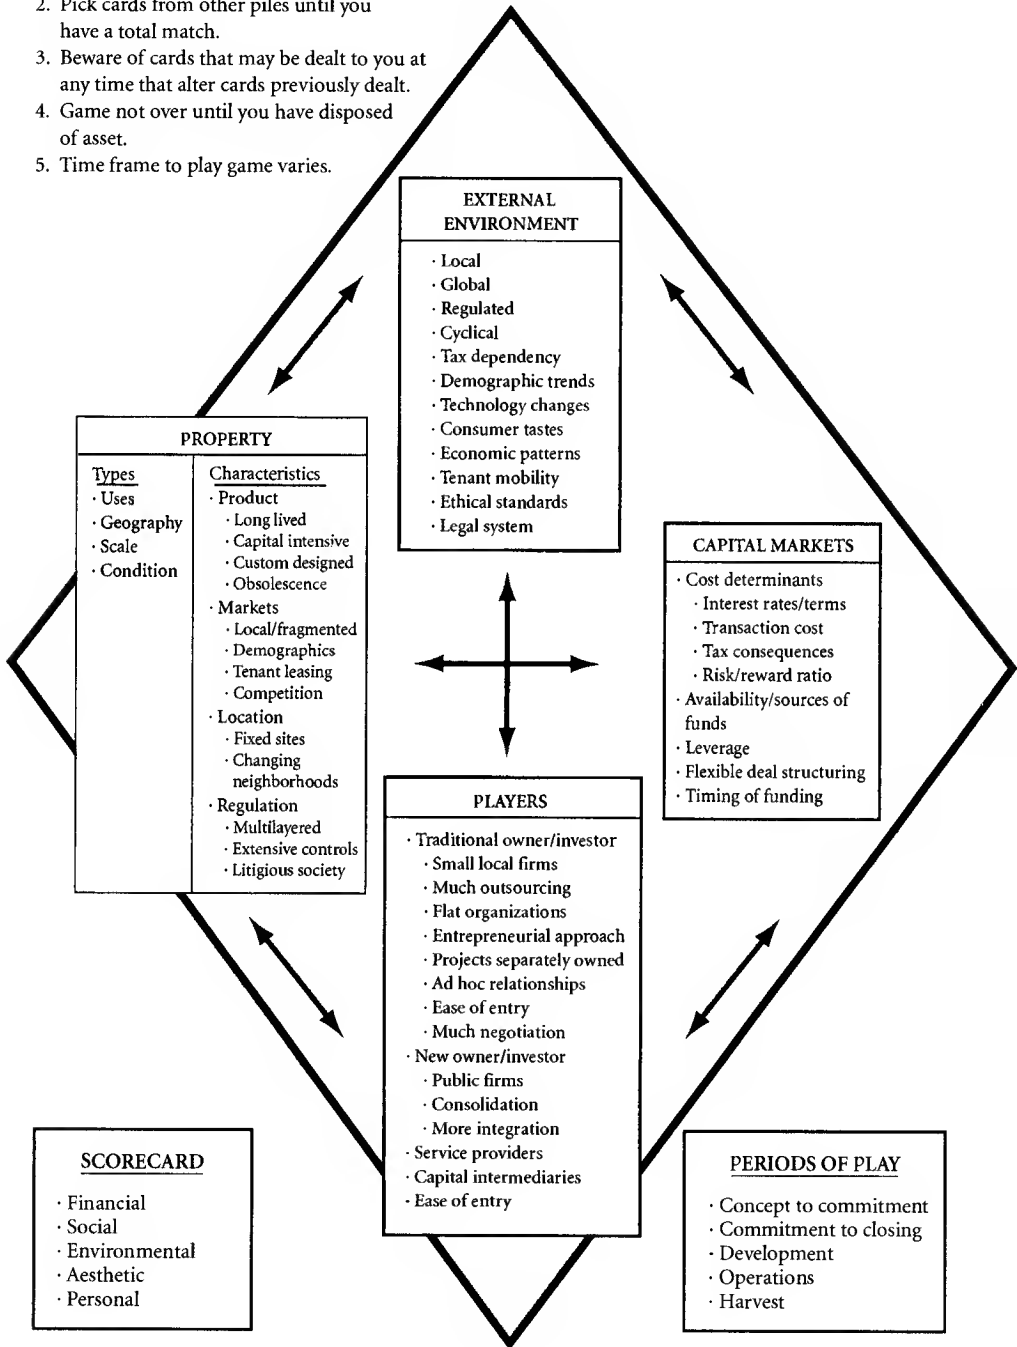 2. Pick cards from other piles until you
have a total match.
3. Beware of cards that may be dealt to you at
any time that alter cards previously dealt.
4. Game not over until you have disposed
of asset.
5. Time frame to play game varies.
EXTERNAL
ENVIRONMENT
· Local
· Global
· Regulated
· Cyclical
· Tax dependency
· Demographic trends
· Technology changes
· Consumer tastes
· Economic patterns
· Tenant mobility
· Ethical standards
· Legal system
PROPERTY
Types
· Uses
· Geography
· Scale
· Condition
Characteristics
· Product
· Long lived
· Capital intensive
· Custom designed
· Obsolescence
· Markets
· Local/fragmented
· Demographics
· Tenant leasing
· Competition
· Location
· Fixed sites
· Changing
neighborhoods
· Regulation
· Multilayered
· Extensive controls
· Litigious society
CAPITAL MARKETS
· Cost determinants
· Interest rates/terms
· Transaction cost
· Tax consequences
· Risk/reward ratio
· Availability/sources of
funds
· Leverage
· Flexible deal structuring
· Timing of funding
PLAYERS
· Traditional owner/investor
· Small local firms
· Much outsourcing
· Flat organizations
· Entrepreneurial approach
· Projects separately owned
· Ad hoc relationships
· Ease of entry
· Much negotiation
· New owner/investor
· Public firms
· Consolidation
· More integration
· Service providers
· Capital intermediaries
· Ease of entry
SCORECARD
· Financial
· Social
· Environmental
· Aesthetic
· Personal
PERIODS OF PLAY
· Concept to commitment
· Commitment to closing
· Development
· Operations
· Harvest